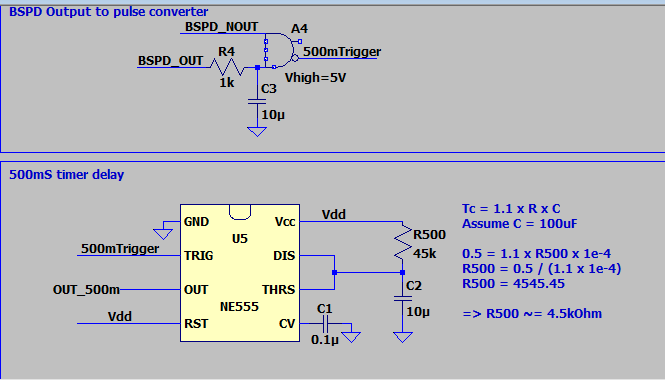 BSPD Output to pulse converter
BSPD_NOUT
A4
500mTrigger
BSPD_OUT
R4
1k
C3
10µ
Vhigh=5V
500mS timer delay
GND
Vcc
Vdd
U5
500mTrigger
TRIG
DIS
OUT_500m
OUT
THRS
NE555
Vdd
RST
CV
C1
0.1µ
R500
45k
C2
10µ
Tc = 1.1 x R x C
Assume C = 100uF
0.5 = 1.1 x R500 x 1e-4
R500 = 0.5 / (1.1 x 1e-4)
R500 = 4545.45
=> R500 ~= 4.5kOhm